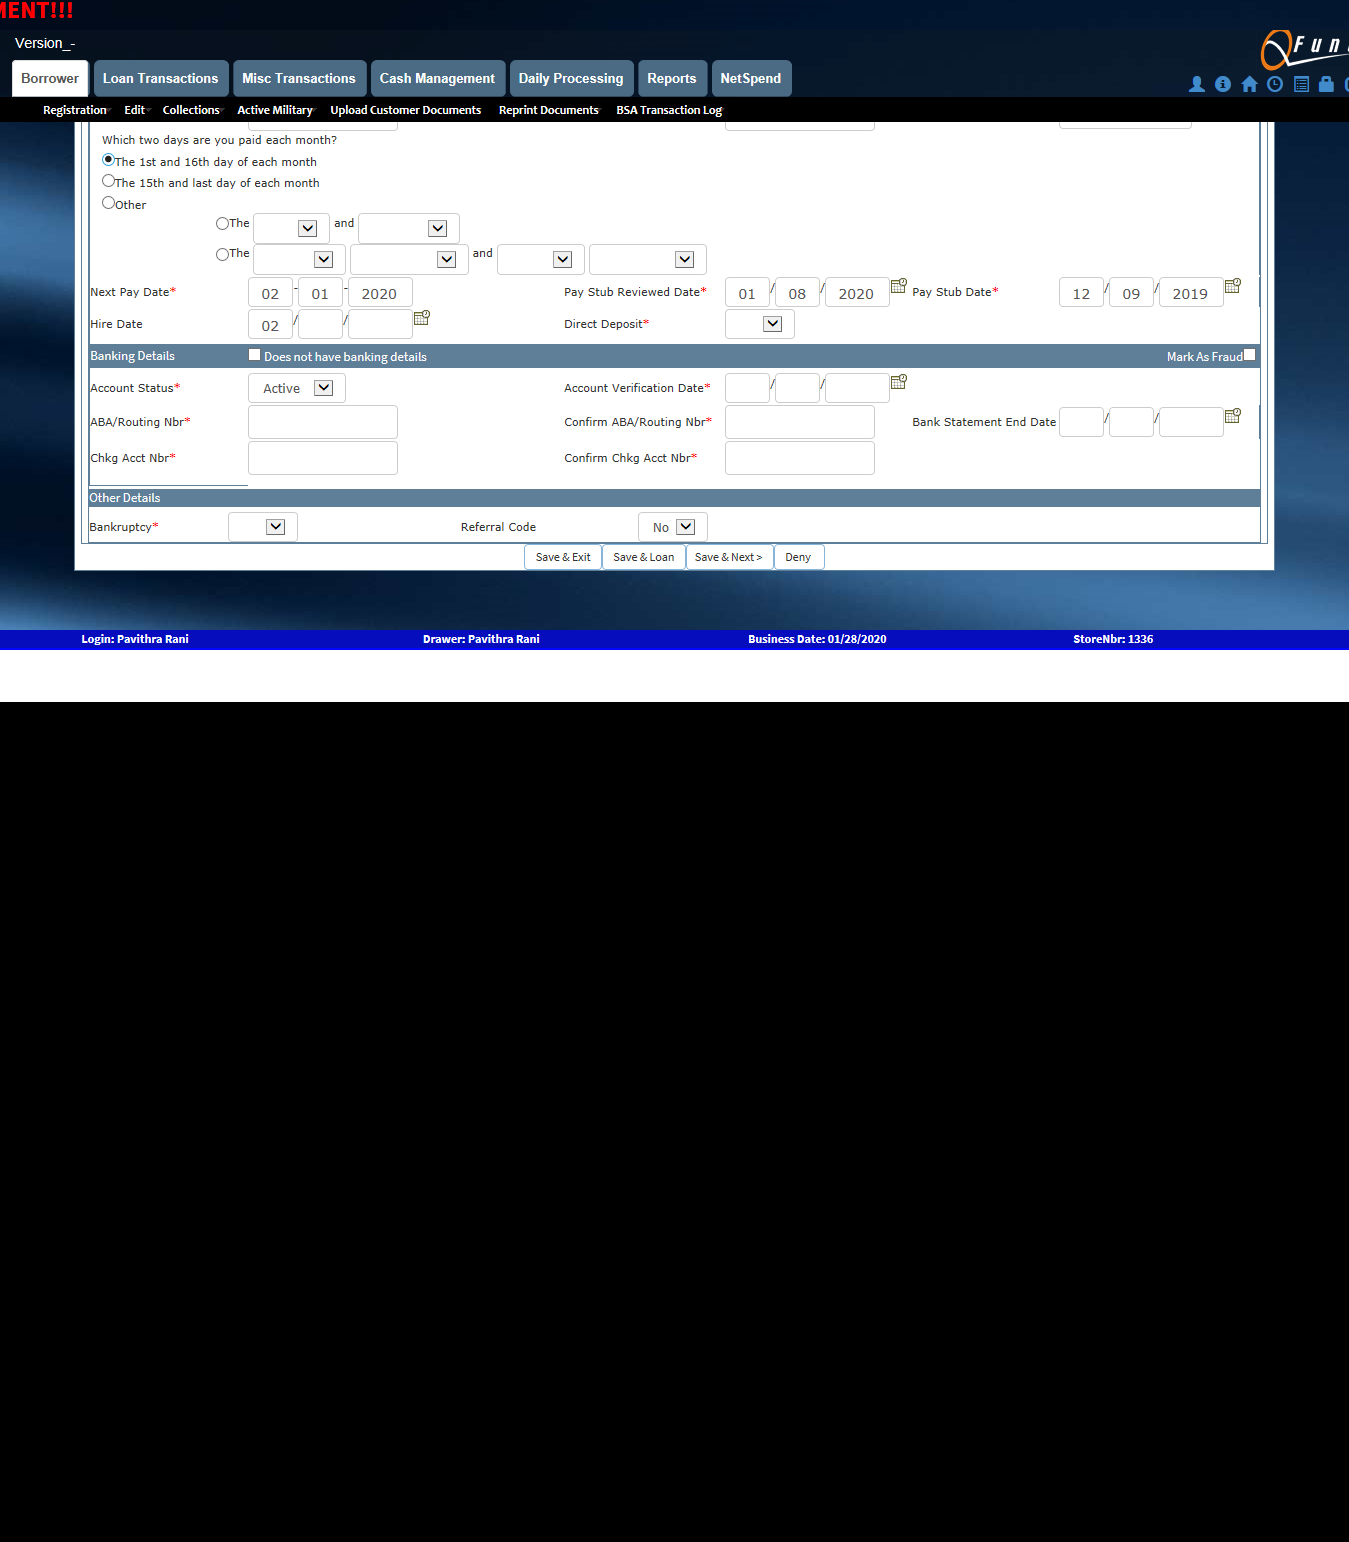 MENT!!!
Version_-
Fun
Borrower Loan Transactions Misc Transactions Cash Management Daily Processing Reports NetSpend
Registration Edit Collections Active Military Upload Customer Documents Reprint Documents BSA Transaction Log
Which two days are you paid each month?
The 1st and 16th day of each month
The 15th and last day of each month
Other
The and
The and
Next Pay Date* 02 - 01 - 2020 Pay Stub Reviewed Date* 01 / 08 / 2020 Pay Stub Date* 12 / 09 / 2019
Hire Date 02 / / Direct Deposit*
Banking Details Does not have banking details Mark As Fraud
Account Status* Active Account Verification Date* / /
ABA/Routing Nbr* Confirm ABA/Routing Nbr* Bank Statement End Date / /
Chkg Acct Nbr* Confirm Chkg Acct Nbr*
Other Details
Bankruptcy* Referral Code No
Save & Exit Save & Loan Save & Next > Deny
Login: Pavithra Rani Drawer: Pavithra Rani Business Date: 01/28/2020 StoreNbr: 1336